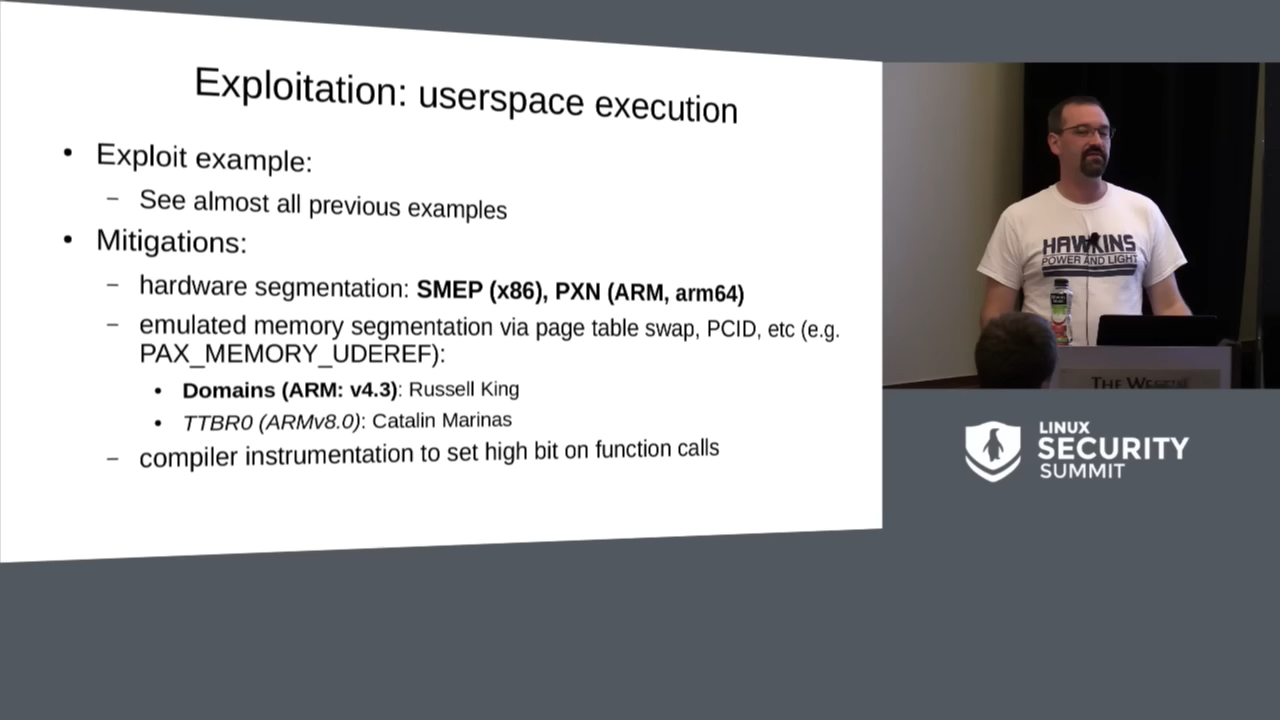 Exploitation: userspace execution
• Exploit example:
– See almost all previous examples
• Mitigations:
– hardware segmentation: SMEP (x86), PXN (ARM, arm64)
– emulated memory segmentation via page table swap, PCID, etc (e.g.
PAX_MEMORY_UDEREF):
• Domains (ARM: v4.3): Russell King
• TTBR0 (ARMv8.0): Catalin Marinas
– compiler instrumentation to set high bit on function calls
HAWKINS
POWER AND LIGHT
THE
LINUX
SECURITY
SUMMIT